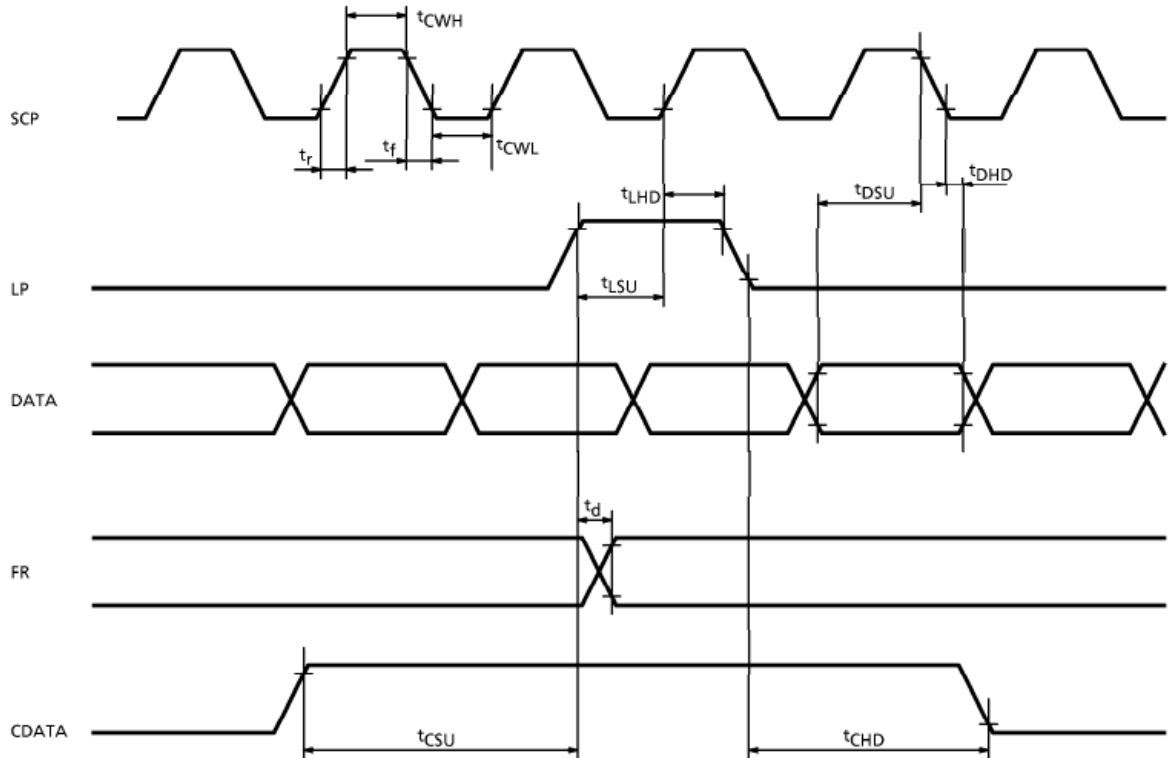 tCWH
SCP
tr
tf
tCWL
tLHD
tDSU
tDHD
LP
tLSU
DATA
td
FR
CDATA
tCSU
tCHD